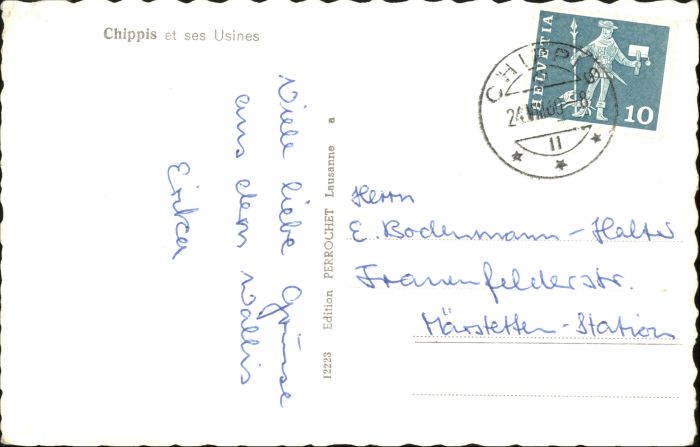 Chippis et ses Usines
HELVETIA
10
CHIPPIS
Viele liebe Grüsse
aus dem Wallis
Erika
12223 Edition PERROCHET Lausanne a
Herrn
E. Bodenmann-Halter
Frauenfelderstr.
Märstetten-Station